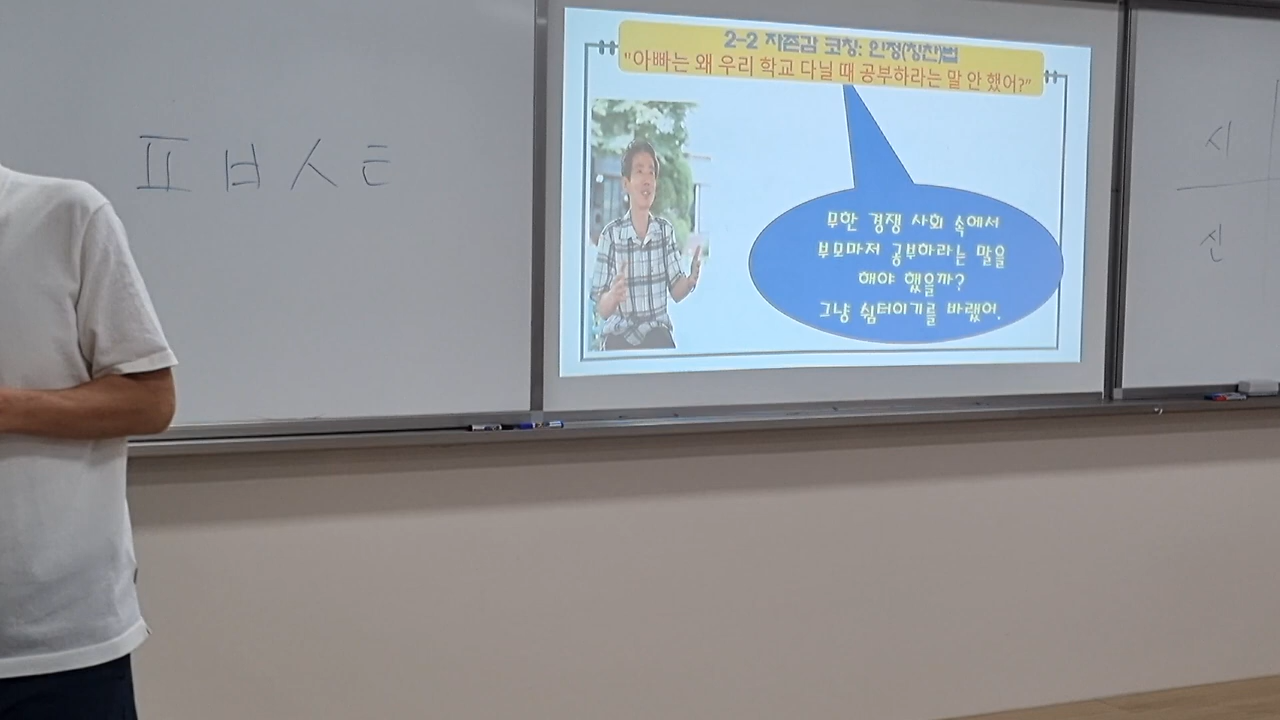 ㅍ ㅂ ㅅ ㅌ
2-2 자존감 코칭: 인정(칭찬)법
"아빠는 왜 우리 학교 다닐 때 공부하라는 말 안 했어?"
무한 경쟁 사회 속에서
부모마저 공부하라는 말을
해야 했을까?
그냥 쉼터이기를 바랬어.
시
신